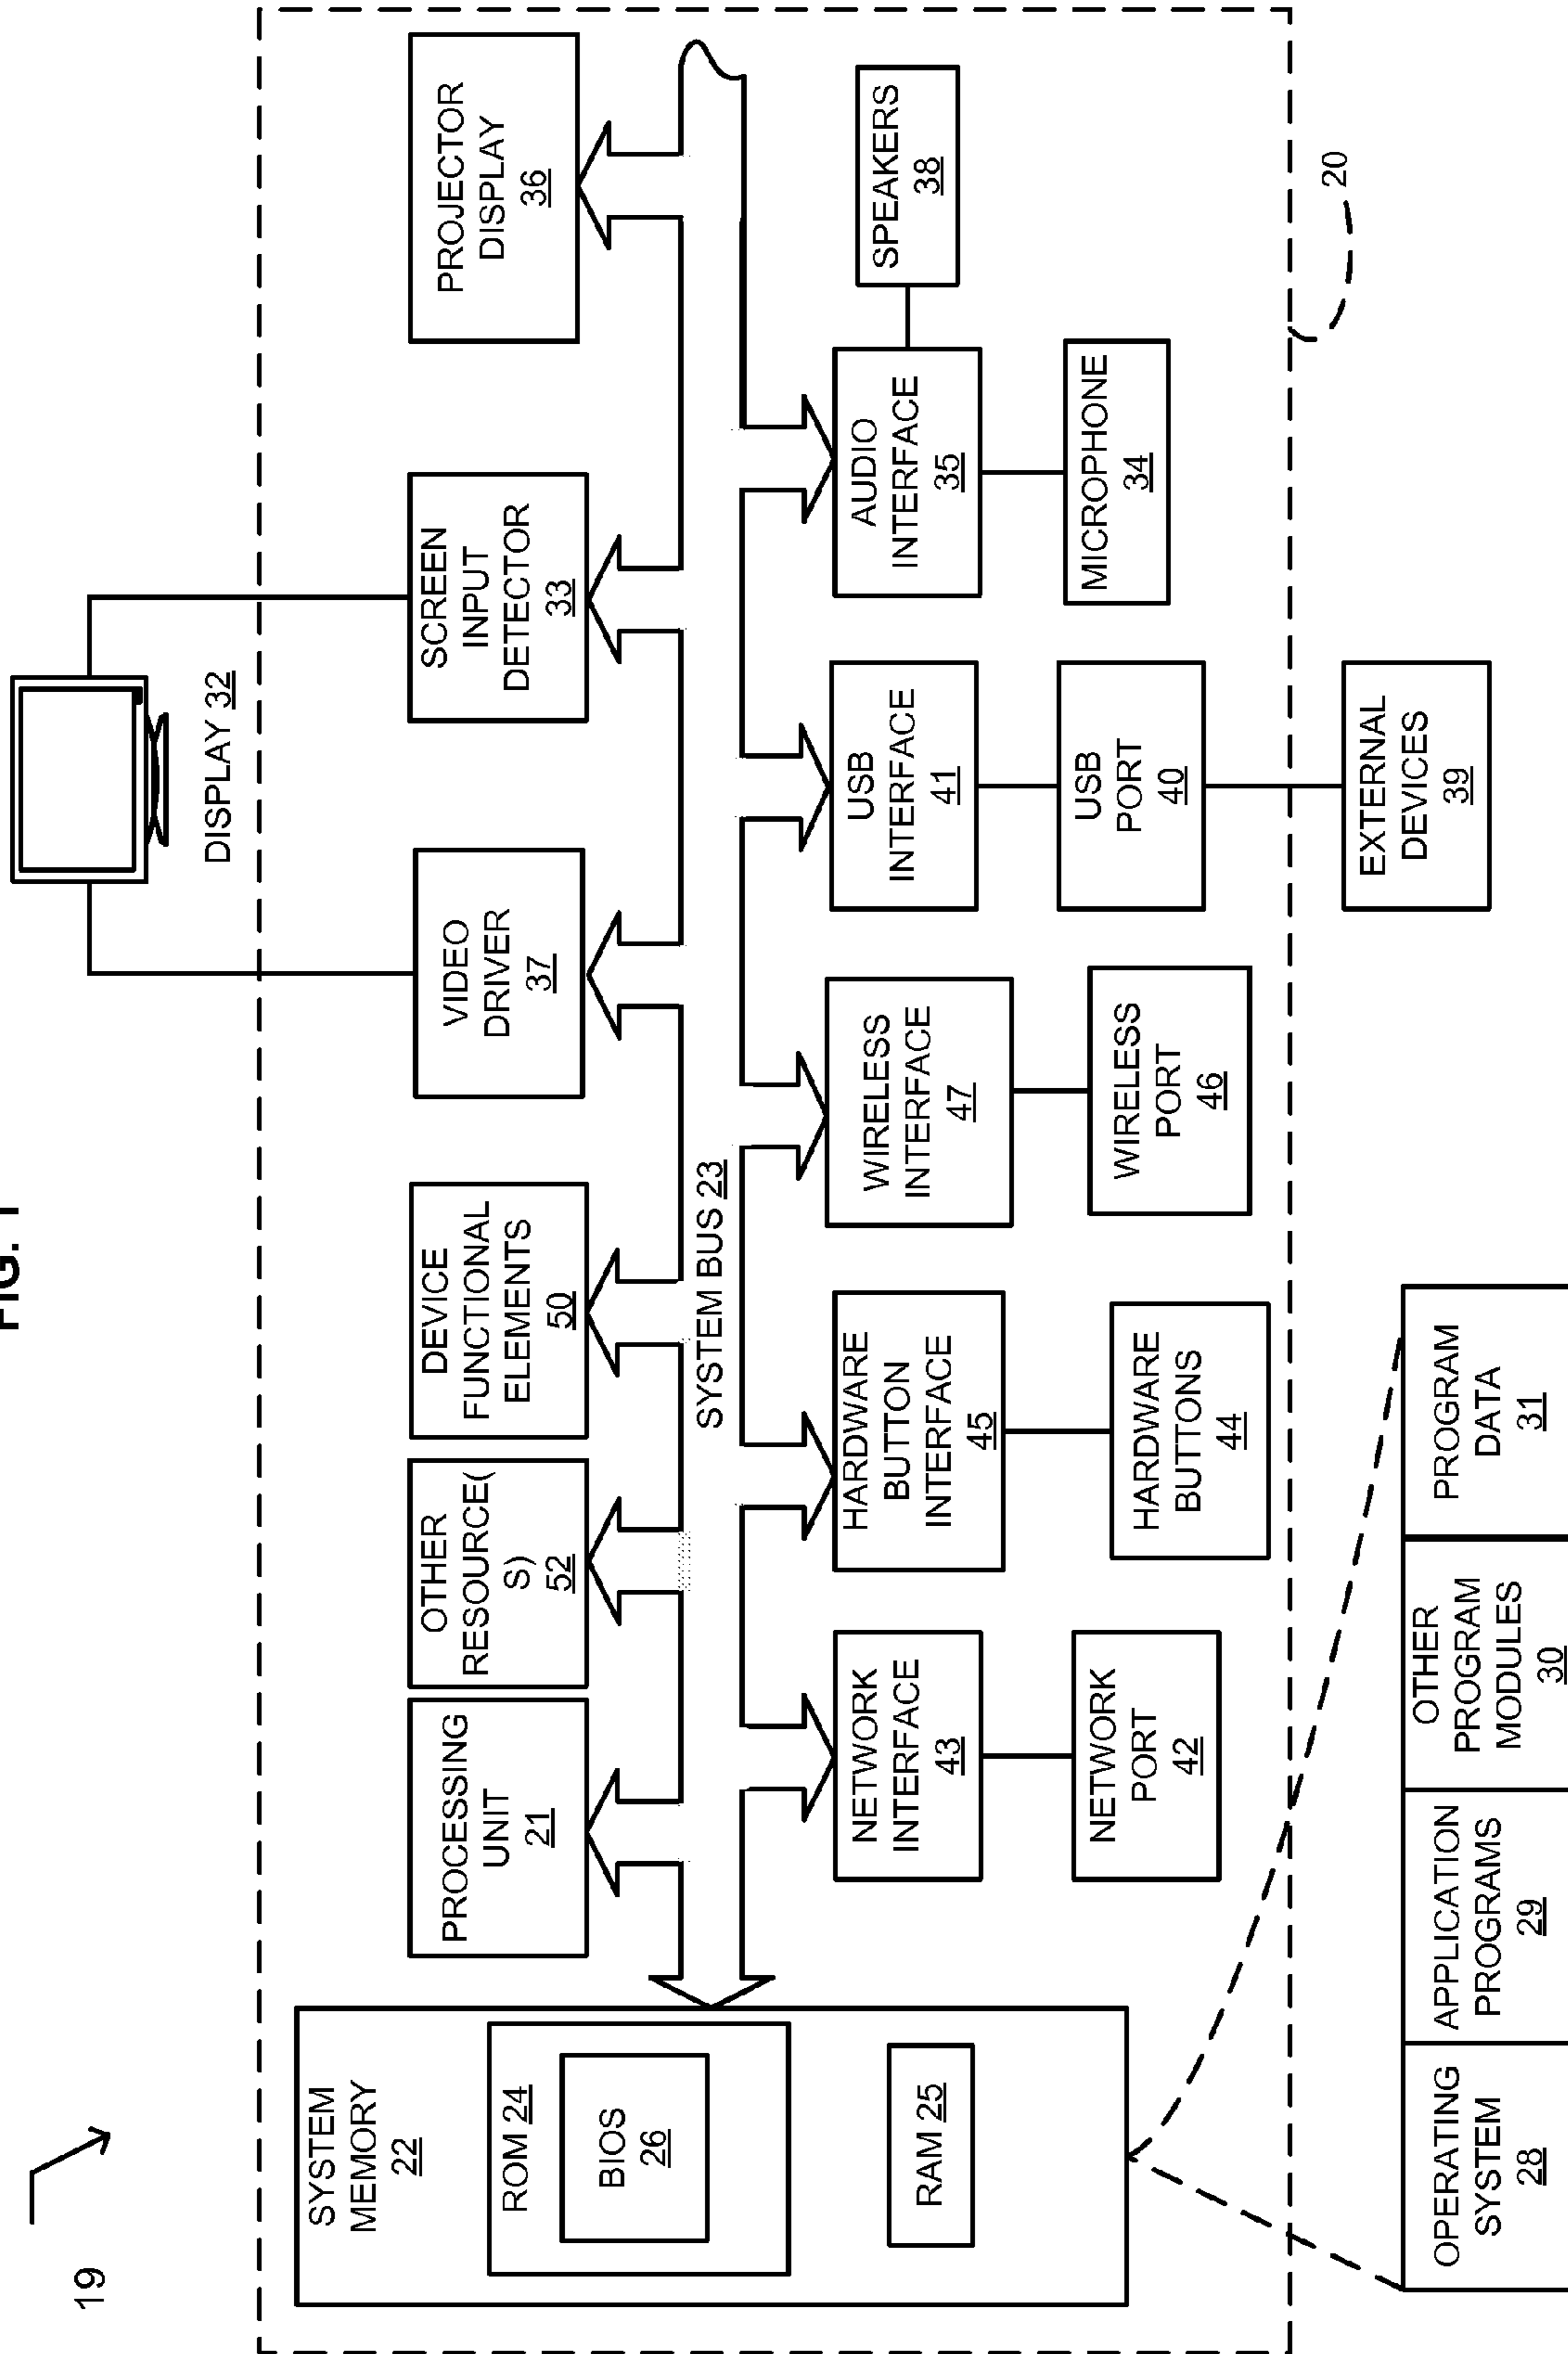 FIG. 1
19
DISPLAY 32
SYSTEM
MEMORY
22
ROM 24
BIOS
26
RAM 25
PROCESSING
UNIT
21
OTHER
RESOURCE(
S)
52
DEVICE
FUNCTIONAL
ELEMENTS
50
VIDEO
DRIVER
37
SCREEN
INPUT
DETECTOR
33
PROJECTOR
DISPLAY
36
SYSTEM BUS 23
NETWORK
INTERFACE
43
HARDWARE
BUTTON
INTERFACE
45
WIRELESS
INTERFACE
47
USB
INTERFACE
41
AUDIO
INTERFACE
35
SPEAKERS
38
NETWORK
PORT
42
HARDWARE
BUTTONS
44
WIRELESS
PORT
46
USB
PORT
40
MICROPHONE
34
20
OPERATING
SYSTEM
28
APPLICATION
PROGRAMS
29
OTHER
PROGRAM
MODULES
30
PROGRAM
DATA
31
EXTERNAL
DEVICES
39